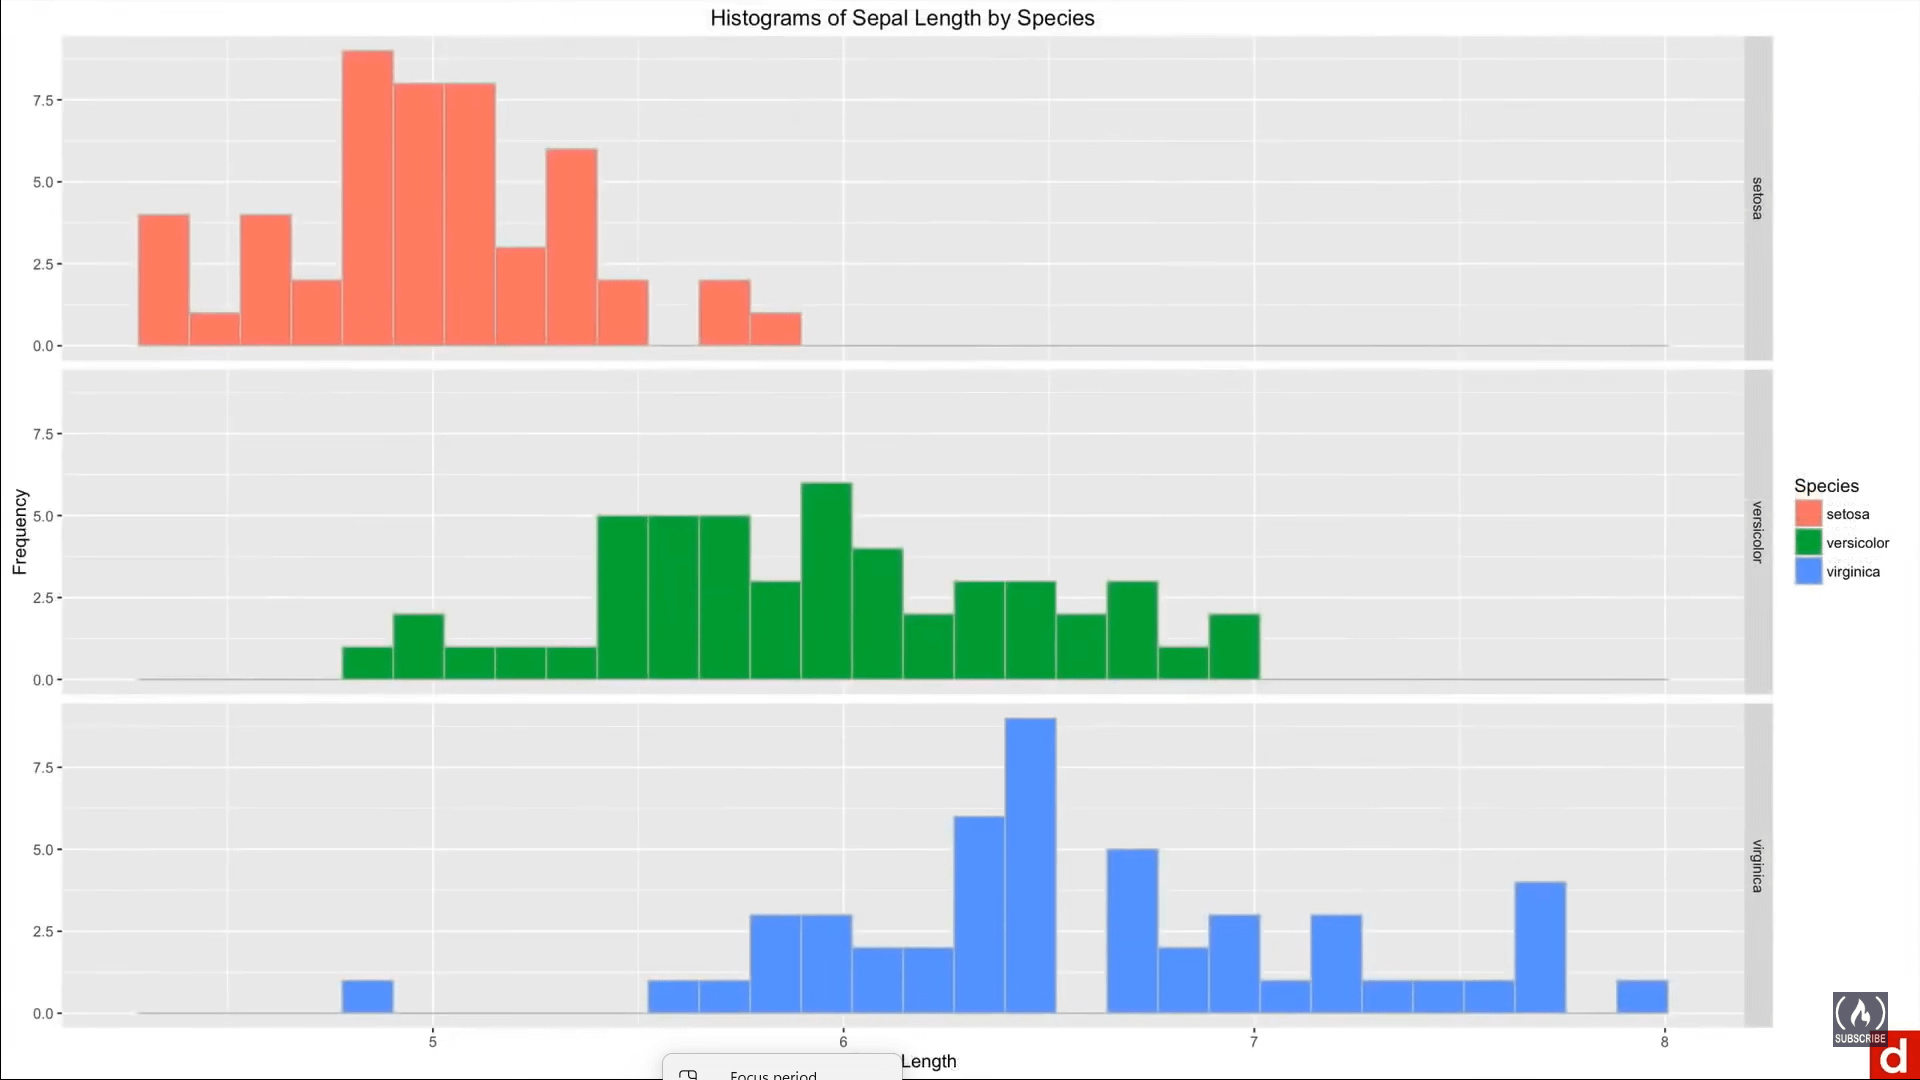 Histograms of Sepal Length by Species
7.5
5.0
2.5
0.0
setosa
7.5
5.0
2.5
0.0
versicolor
7.5
5.0
2.5
0.0
virginica
Frequency
5
6
7
8
Length
Species
setosa
versicolor
virginica
Focus period
SUBSCRIBE
d